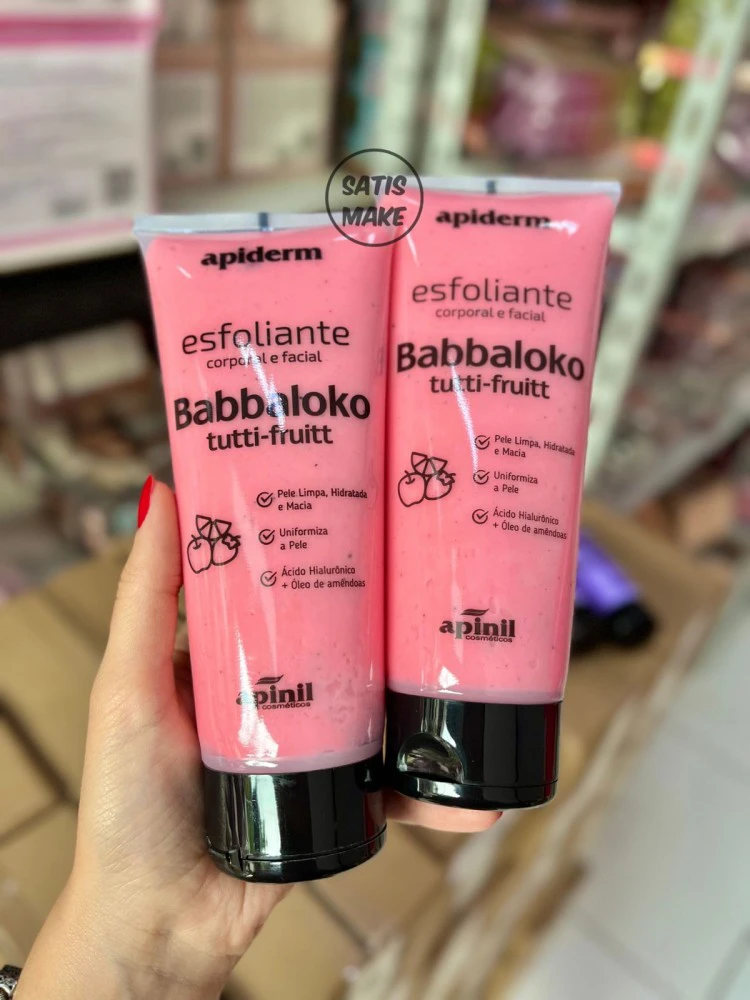 SATIS
MAKE
apiderm
esfoliante
corporal e facial
Babbaloko
tutti-fruitt
Pele Limpa, Hidratada
e Macia
Uniformiza
a Pele
Ácido Hialurônico
+ Óleo de amêndoas
apinil
cosméticos
apiderm
esfoliante
corporal e facial
Babbaloko
tutti-fruitt
Pele Limpa, Hidratada
e Macia
Uniformiza
a Pele
Ácido Hialurônico
+ Óleo de amêndoas
apinil
cosméticos